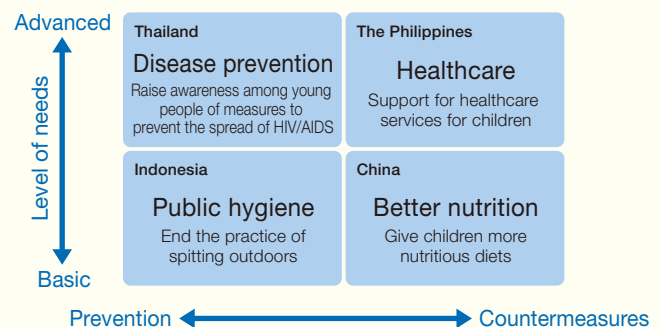 Advanced
Level of needs
Basic
Thailand
Disease prevention
Raise awareness among young
people of measures to
prevent the spread of HIV/AIDS
The Philippines
Healthcare
Support for healthcare
services for children
Indonesia
Public hygiene
End the practice of
spitting outdoors
China
Better nutrition
Give children more
nutritious diets
Prevention
Countermeasures